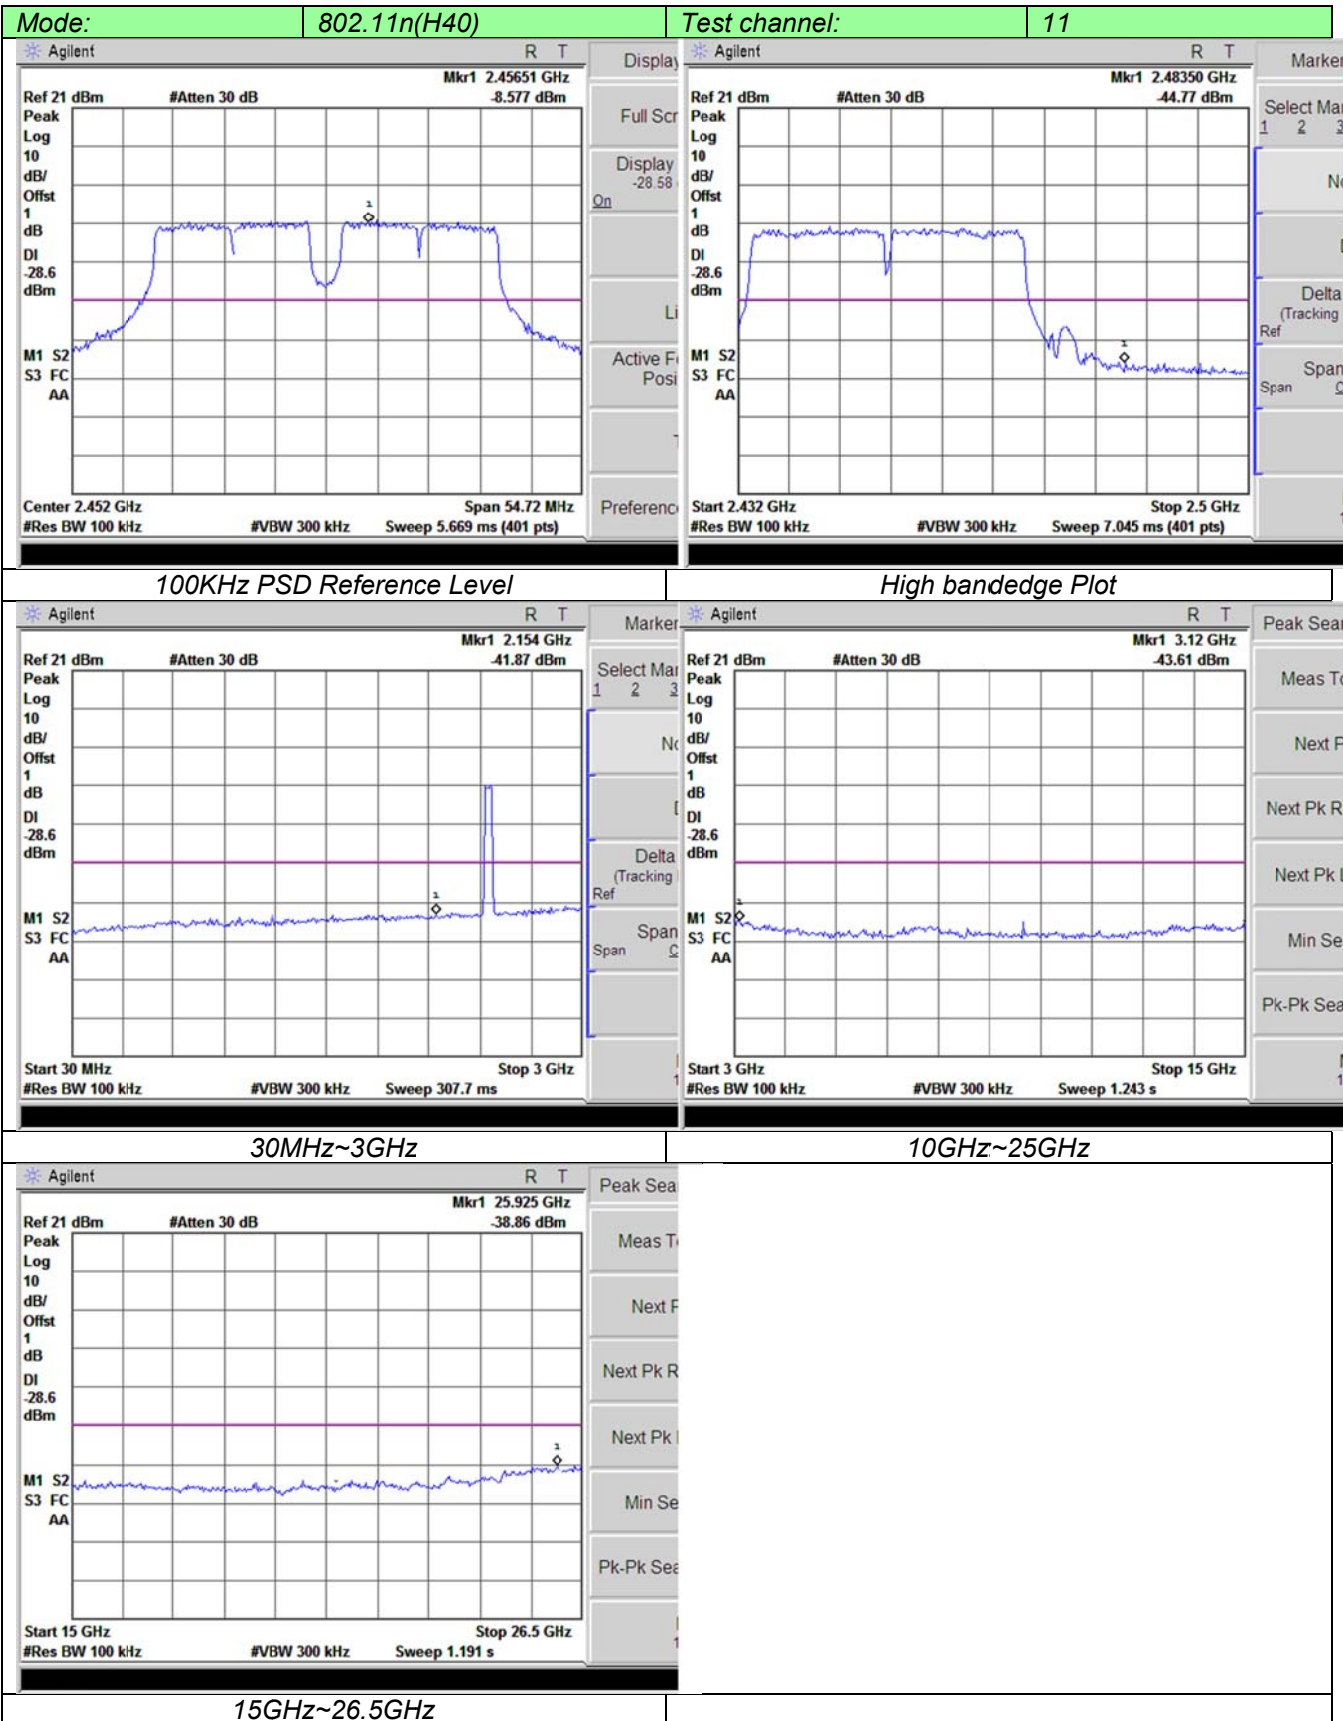 Mode: 802.11n(H40) Test channel: 11
Agilent R T
Mkr1 2.45651 GHz
Ref 21 dBm #Atten 30 dB -8.577 dBm
Peak
Log
10
dB/
Offst
1
dB
DI
-28.6
dBm
1
M1 S2
S3 FC
AA
Center 2.452 GHz Span 54.72 MHz
#Res BW 100 kHz #VBW 300 kHz Sweep 5.669 ms (401 pts)
Display
Full Scr
Display
-28.58
On
Li
Active F
Posi
Preference
Agilent R T
Mkr1 2.48350 GHz
Ref 21 dBm #Atten 30 dB -44.77 dBm
Peak
Log
10
dB/
Offst
1
dB
DI
-28.6
dBm
1
M1 S2
S3 FC
AA
Start 2.432 GHz Stop 2.5 GHz
#Res BW 100 kHz #VBW 300 kHz Sweep 7.045 ms (401 pts)
Marker
Select Mar
1 2 3
No
Delta
(Tracking
Ref
Span
Span C
100KHz PSD Reference Level High bandedge Plot
Agilent R T
Mkr1 2.154 GHz
Ref 21 dBm #Atten 30 dB -41.87 dBm
Peak
Log
10
dB/
Offst
1
dB
DI
-28.6
dBm
1
M1 S2
S3 FC
AA
Start 30 MHz Stop 3 GHz
#Res BW 100 kHz #VBW 300 kHz Sweep 307.7 ms
Marker
Select Mar
1 2 3
No
Delta
(Tracking
Ref
Span
Span C
Agilent R T
Mkr1 3.12 GHz
Ref 21 dBm #Atten 30 dB -43.61 dBm
Peak
Log
10
dB/
Offst
1
dB
DI
-28.6
dBm
1
M1 S2
S3 FC
AA
Start 3 GHz Stop 15 GHz
#Res BW 100 kHz #VBW 300 kHz Sweep 1.243 s
Peak Sear
Meas To
Next P
Next Pk R
Next Pk L
Min Se
Pk-Pk Sea
30MHz~3GHz 10GHz~25GHz
Agilent R T
Mkr1 25.925 GHz
Ref 21 dBm #Atten 30 dB -38.86 dBm
Peak
Log
10
dB/
Offst
1
dB
DI
-28.6
dBm
1
M1 S2
S3 FC
AA
Start 15 GHz Stop 26.5 GHz
#Res BW 100 kHz #VBW 300 kHz Sweep 1.191 s
Peak Sea
Meas T
Next P
Next Pk R
Next Pk
Min Se
Pk-Pk Sea
15GHz~26.5GHz